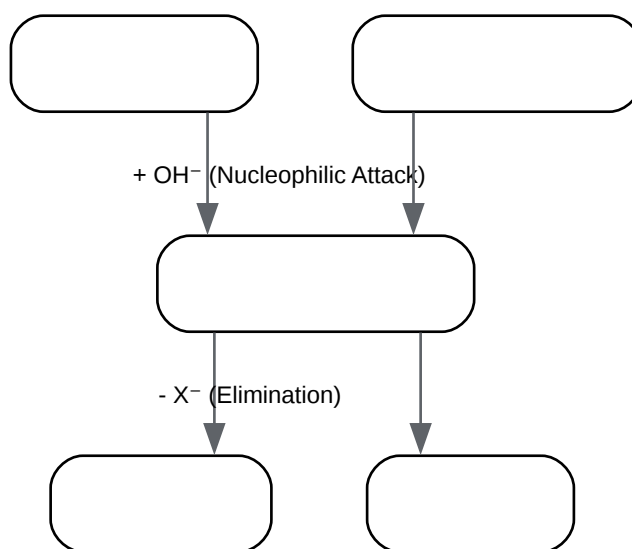 + OH⁻ (Nucleophilic Attack)
- X⁻ (Elimination)